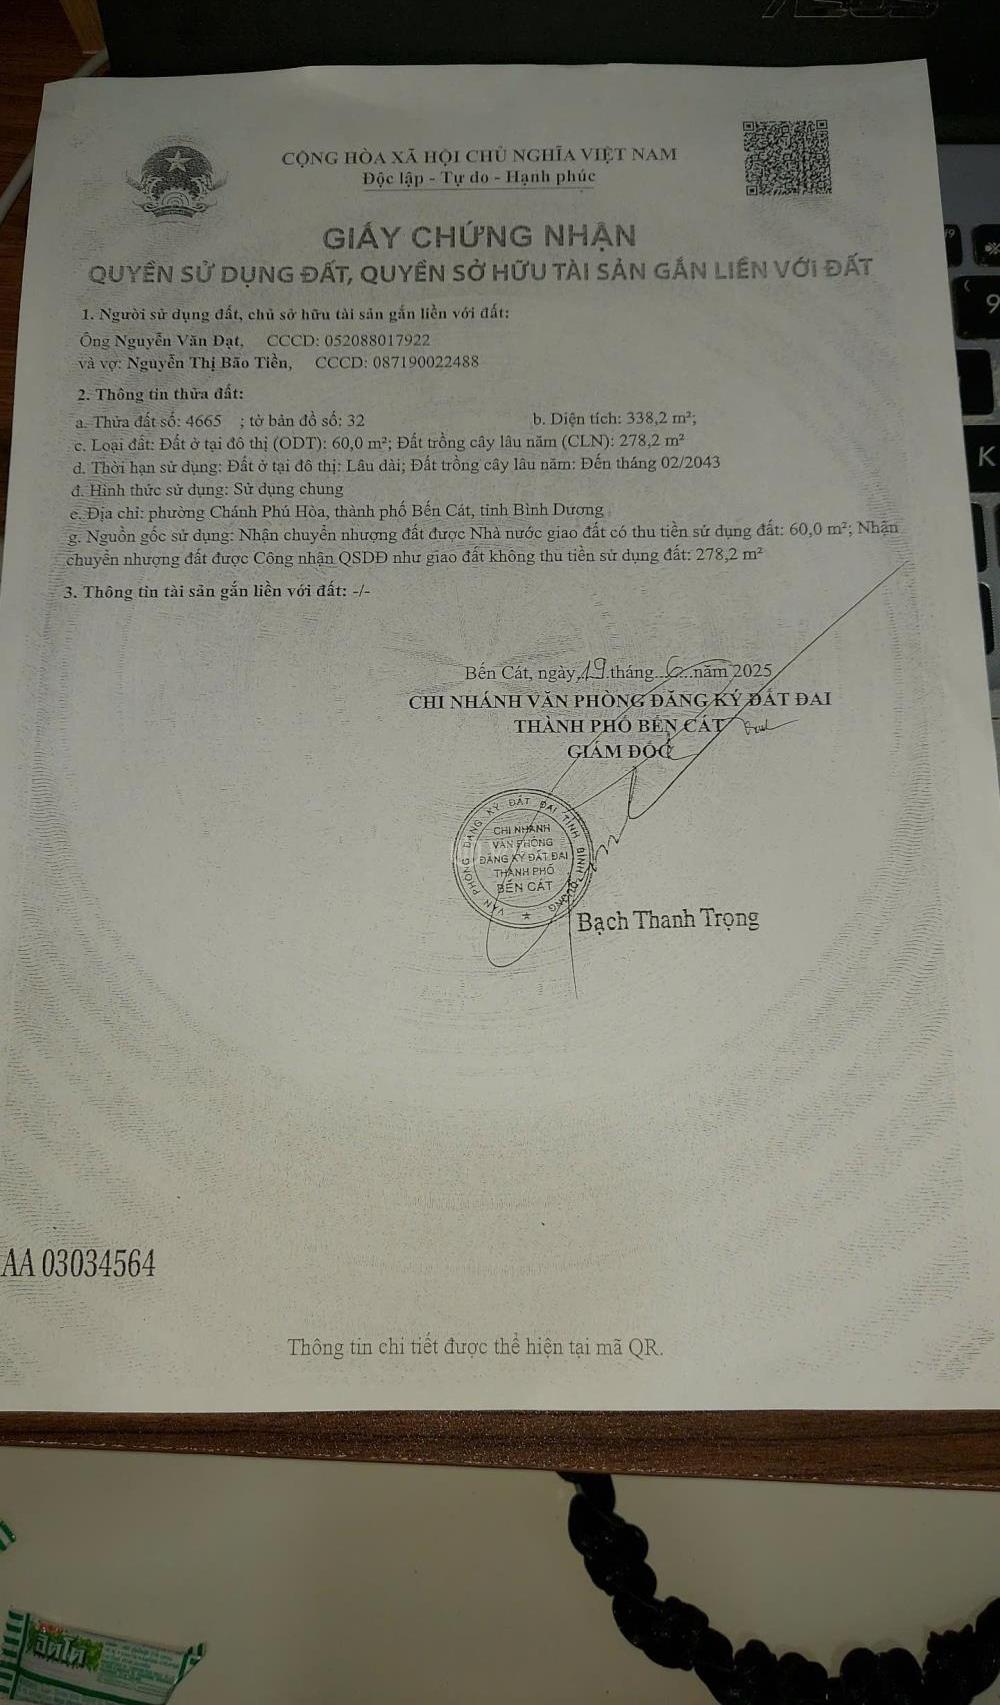 CỘNG HÒA XÃ HỘI CHỦ NGHĨA VIỆT NAM
Độc lập - Tự do - Hạnh phúc
GIẤY CHỨNG NHẬN
QUYỀN SỬ DỤNG ĐẤT, QUYỀN SỞ HỮU TÀI SẢN GẮN LIỀN VỚI ĐẤT
1. Người sử dụng đất, chủ sở hữu tài sản gắn liền với đất:
Ông Nguyễn Văn Đạt, CCCD: 052088017922
và vợ: Nguyễn Thị Bão Tiền, CCCD: 087190022488
2. Thông tin thửa đất:
a. Thửa đất số: 4665 ; tờ bản đồ số: 32 b. Diện tích: 338,2 m²;
c. Loại đất: Đất ở tại đô thị (ODT): 60,0 m²; Đất trồng cây lâu năm (CLN): 278,2 m²
d. Thời hạn sử dụng: Đất ở tại đô thị: Lâu dài; Đất trồng cây lâu năm: Đến tháng 02/2043
đ. Hình thức sử dụng: Sử dụng chung
e. Địa chỉ: phường Chánh Phú Hòa, thành phố Bến Cát, tỉnh Bình Dương
g. Nguồn gốc sử dụng: Nhận chuyển nhượng đất được Nhà nước giao đất có thu tiền sử dụng đất: 60,0 m²; Nhận
chuyển nhượng đất được Công nhận QSDĐ như giao đất không thu tiền sử dụng đất: 278,2 m²
3. Thông tin tài sản gắn liền với đất: -/-
Bến Cát, ngày 19 tháng 6 năm 2025
CHI NHÁNH VĂN PHÒNG ĐĂNG KÝ ĐẤT ĐAI
THÀNH PHỐ BẾN CÁT
GIÁM ĐỐC
VĂN PHÒNG ĐĂNG KÝ ĐẤT ĐAI TỈNH BÌNH DƯƠNG
CHI NHÁNH
VĂN PHÒNG
ĐĂNG KÝ ĐẤT ĐAI
THÀNH PHỐ
BẾN CÁT
Bạch Thanh Trọng
AA 03034564
Thông tin chi tiết được thể hiện tại mã QR.
9
K